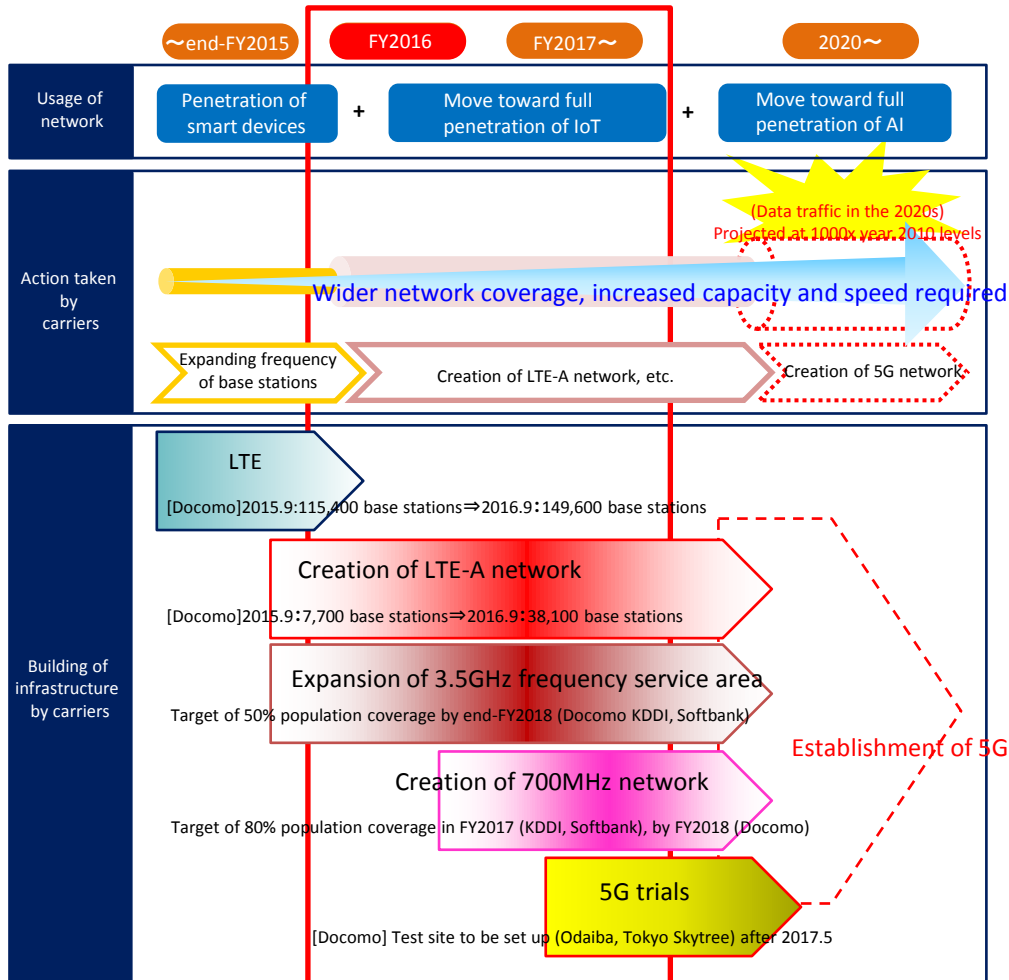 ～end-FY2015
FY2016
FY2017～
2020～
Usage of
network
Penetration of
smart devices
+
Move toward full
penetration of IoT
+
Move toward full
penetration of AI
Action taken
by
carriers
(Data traffic in the 2020s)
Projected at 1000x year 2010 levels
Wider network coverage, increased capacity and speed required
Expanding frequency
of base stations
Creation of LTE-A network, etc.
Creation of 5G network
Building of
infrastructure
by carriers
LTE
[Docomo]2015.9:115,400 base stations⇒2016.9：149,600 base stations
Creation of LTE-A network
[Docomo]2015.9：7,700 base stations⇒2016.9：38,100 base stations
Expansion of 3.5GHz frequency service area
Target of 50% population coverage by end-FY2018 (Docomo KDDI, Softbank)
Establishment of 5G
Creation of 700MHz network
Target of 80% population coverage in FY2017 (KDDI, Softbank), by FY2018 (Docomo)
5G trials
[Docomo] Test site to be set up (Odaiba, Tokyo Skytree) after 2017.5